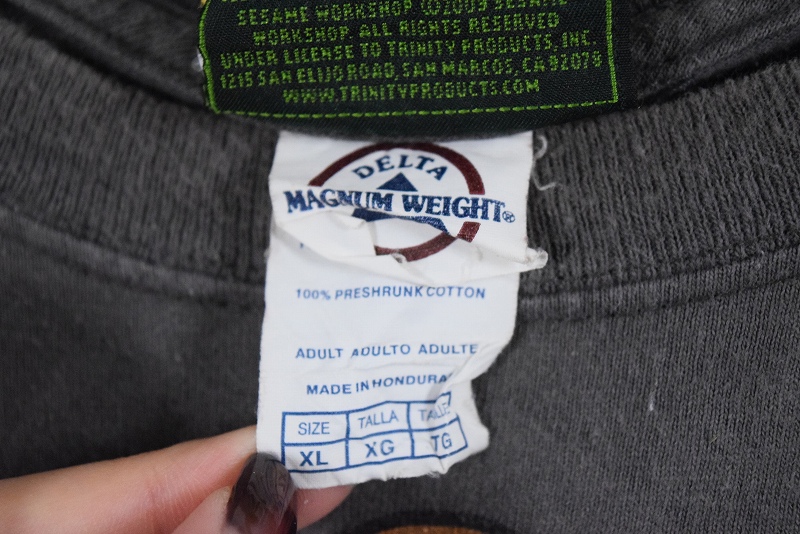 SESAME WORKSHOP (C)2009 SESAME
WORKSHOP. ALL RIGHTS RESERVED
UNDER LICENSE TO TRINITY PRODUCTS, INC.
1215 SAN ELIJO ROAD, SAN MARCOS, CA 92079
WWW.TRINITYPRODUCTS.COM
DELTA
MAGNUM WEIGHT®
100% PRESHRUNK COTTON
ADULT ADULTO ADULTE
MADE IN HONDURAS
SIZE TALLA TAILLE
XL XG TG